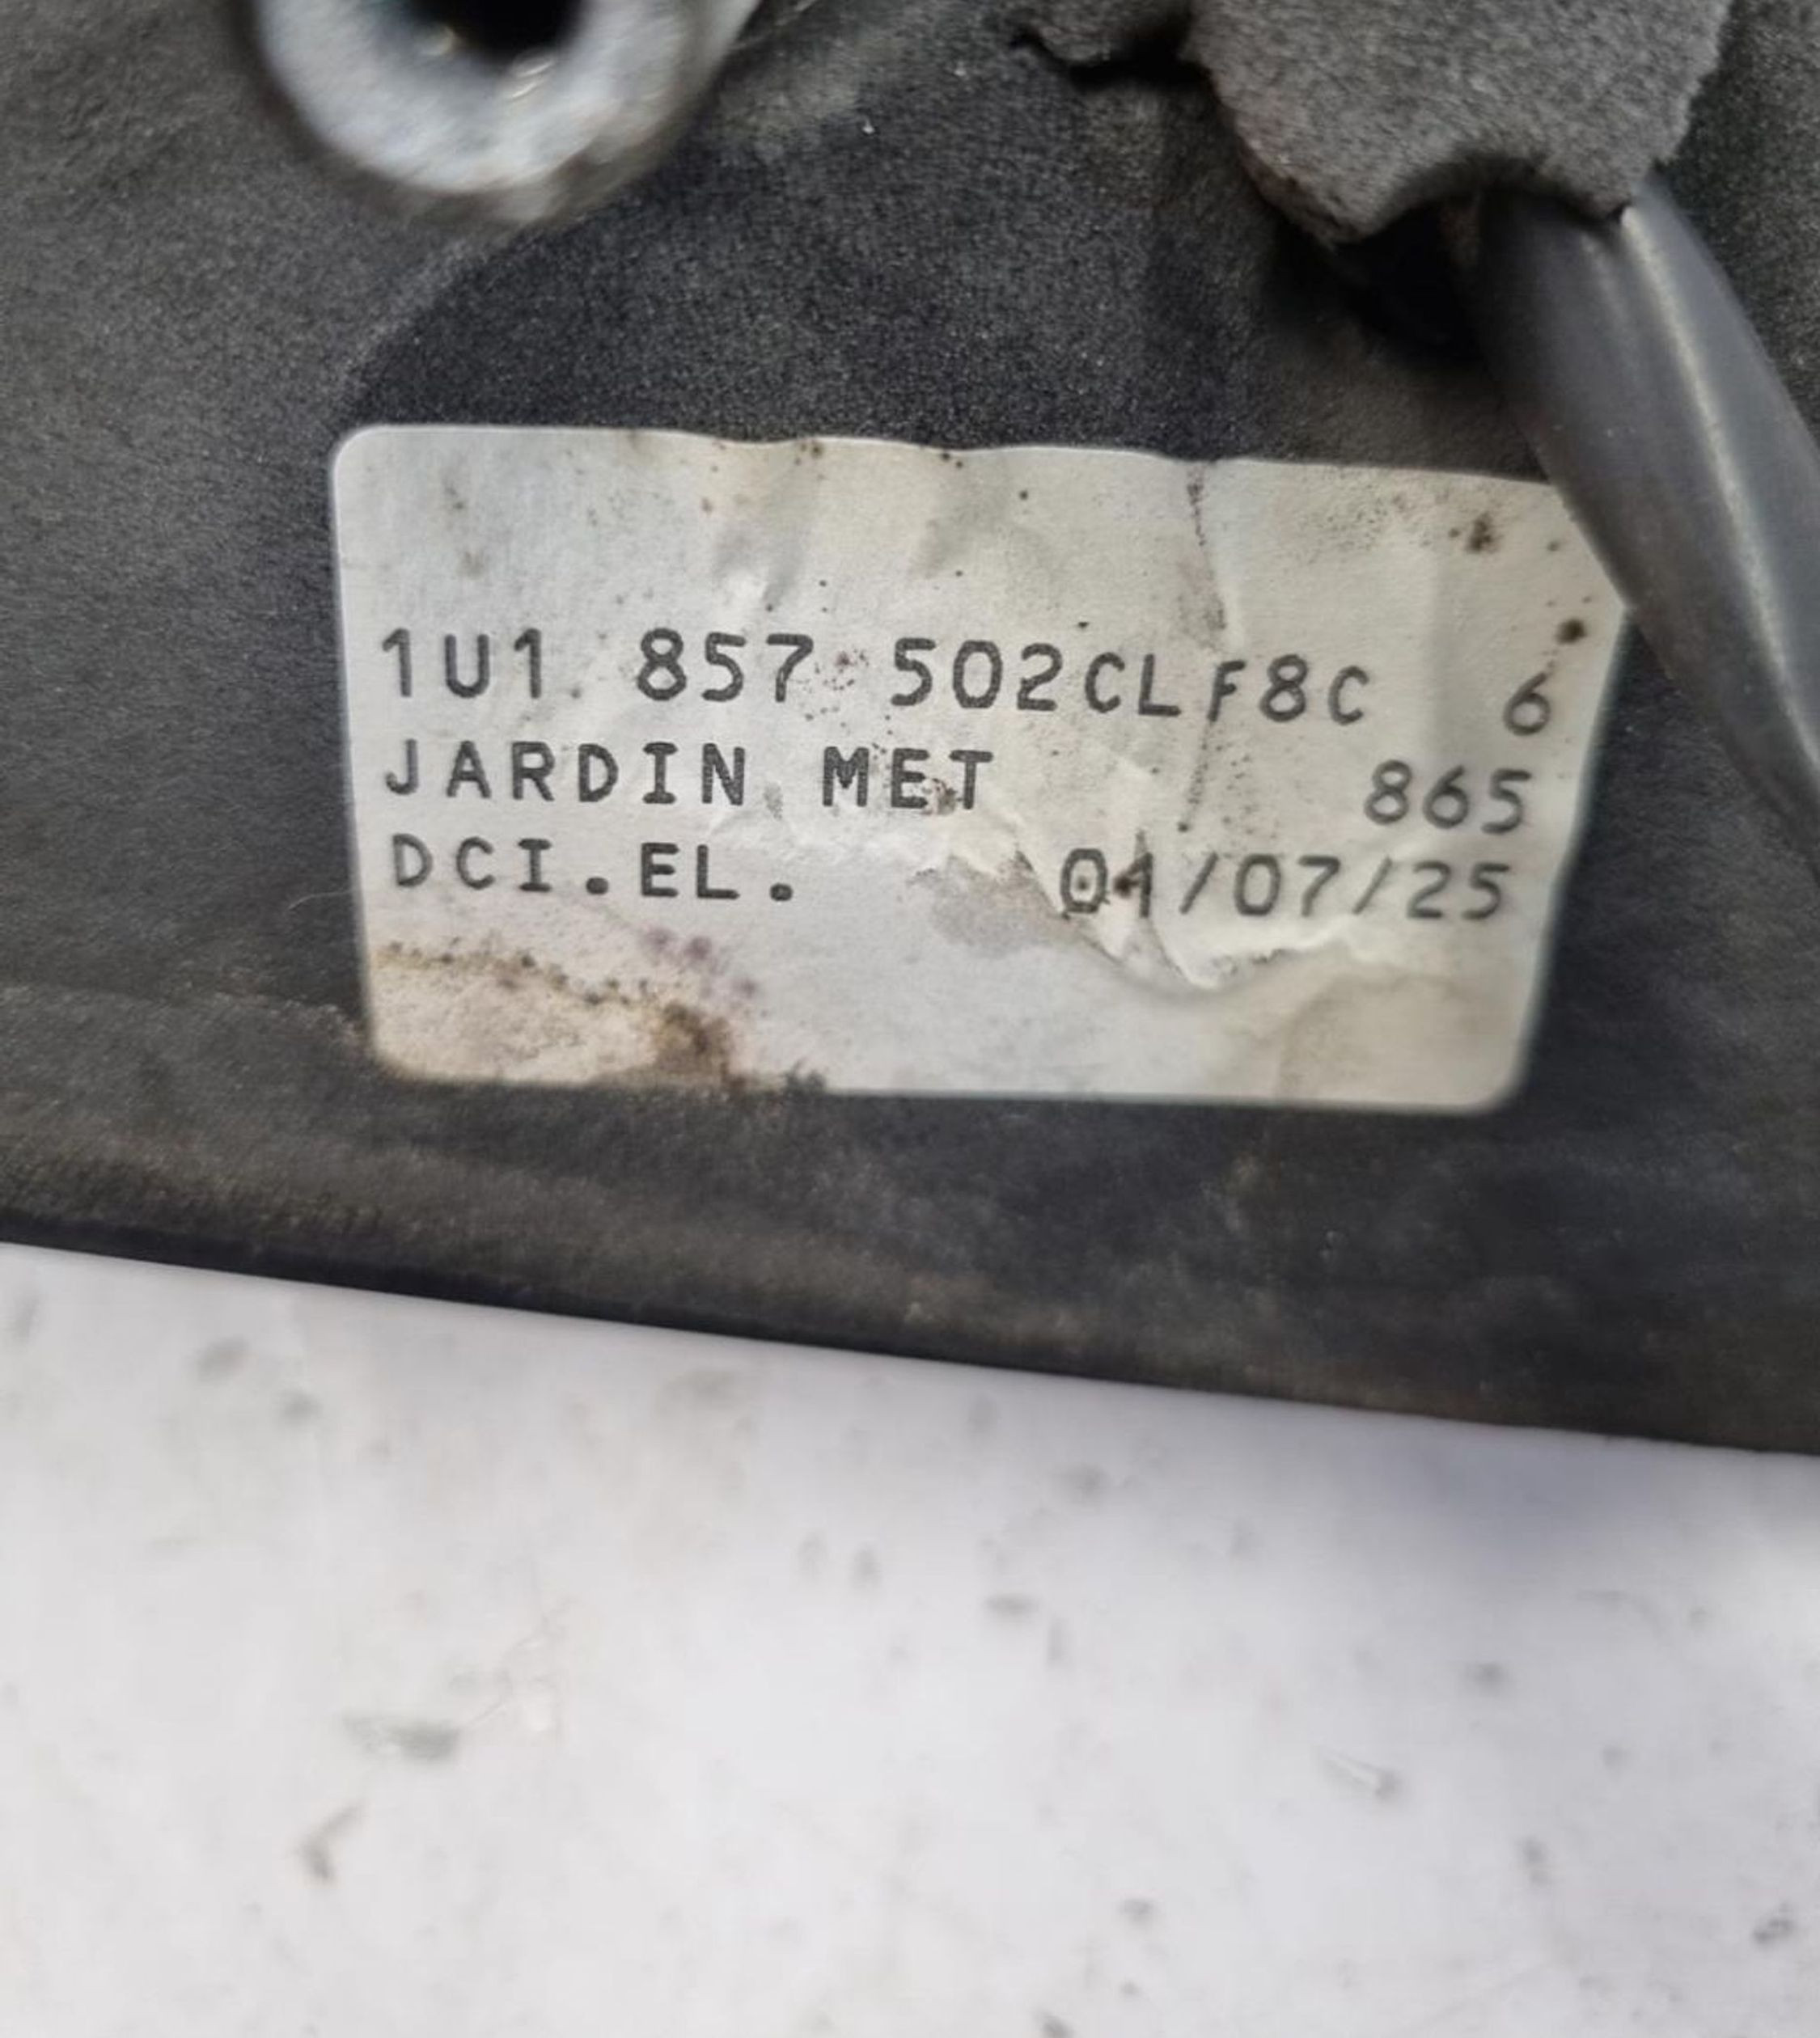 1U1 857 502CLF8C 6
JARDIN MET 865
DCI.EL. 01/07/25